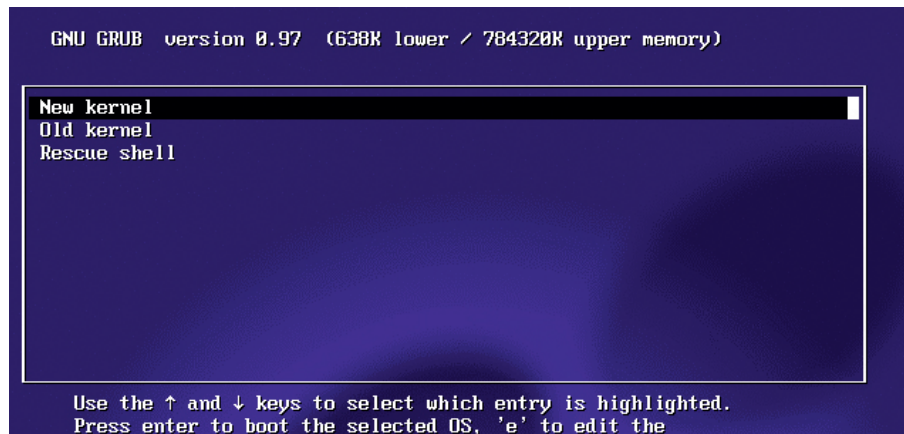 GNU GRUB  version 0.97  (638K lower / 784320K upper memory)
New kernel
Old kernel
Rescue shell
Use the ↑ and ↓ keys to select which entry is highlighted.
Press enter to boot the selected OS, 'e' to edit the